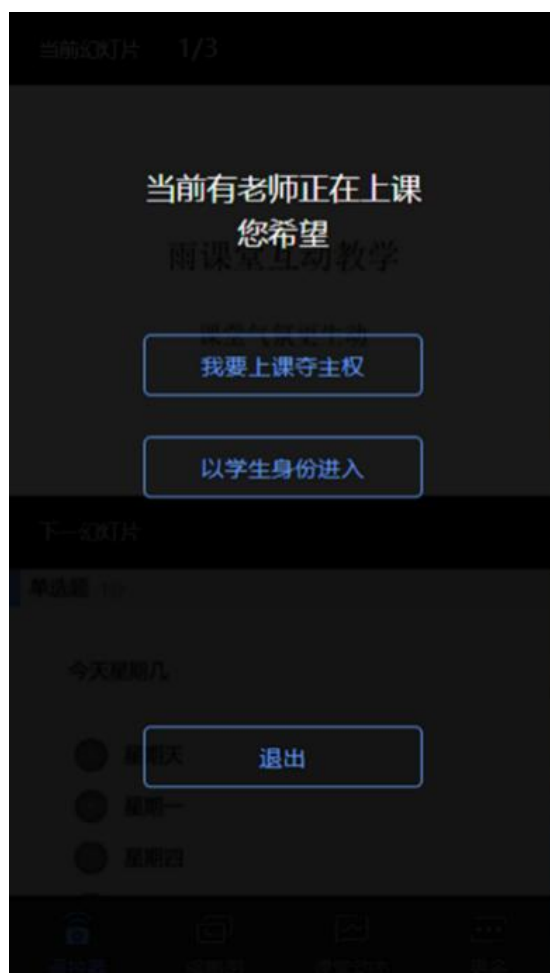 当前幻灯片 1/3
当前有老师正在上课
您希望
雨课堂互动教学
课堂气氛更生动
我要上课夺主权
以学生身份进入
下一幻灯片
单选题
今天星期几
星期天
退出
星期一
星期四